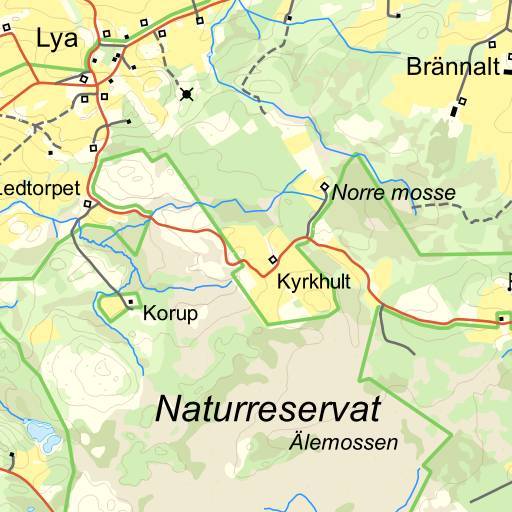 Lya
Brännalt
Ledtorpet
Norre mosse
Kyrkhult
Korup
Naturreservat
Älemossen